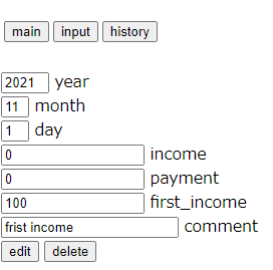 main input history
2021 year
11 month
1 day
0 income
0 payment
100 first_income
frist income comment
edit delete